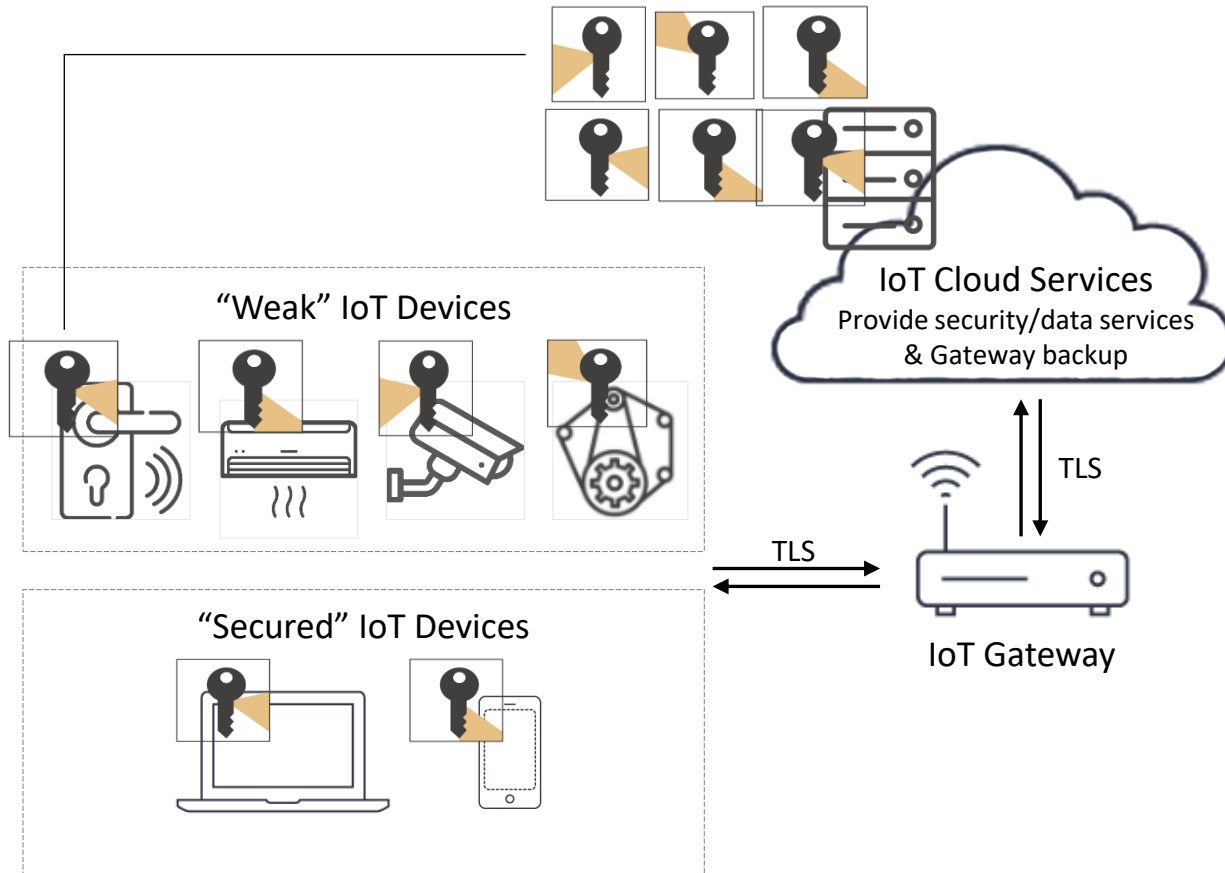 IoT Cloud Services
Provide security/data services
& Gateway backup
“Weak” IoT Devices
TLS
TLS
“Secured” IoT Devices
IoT Gateway